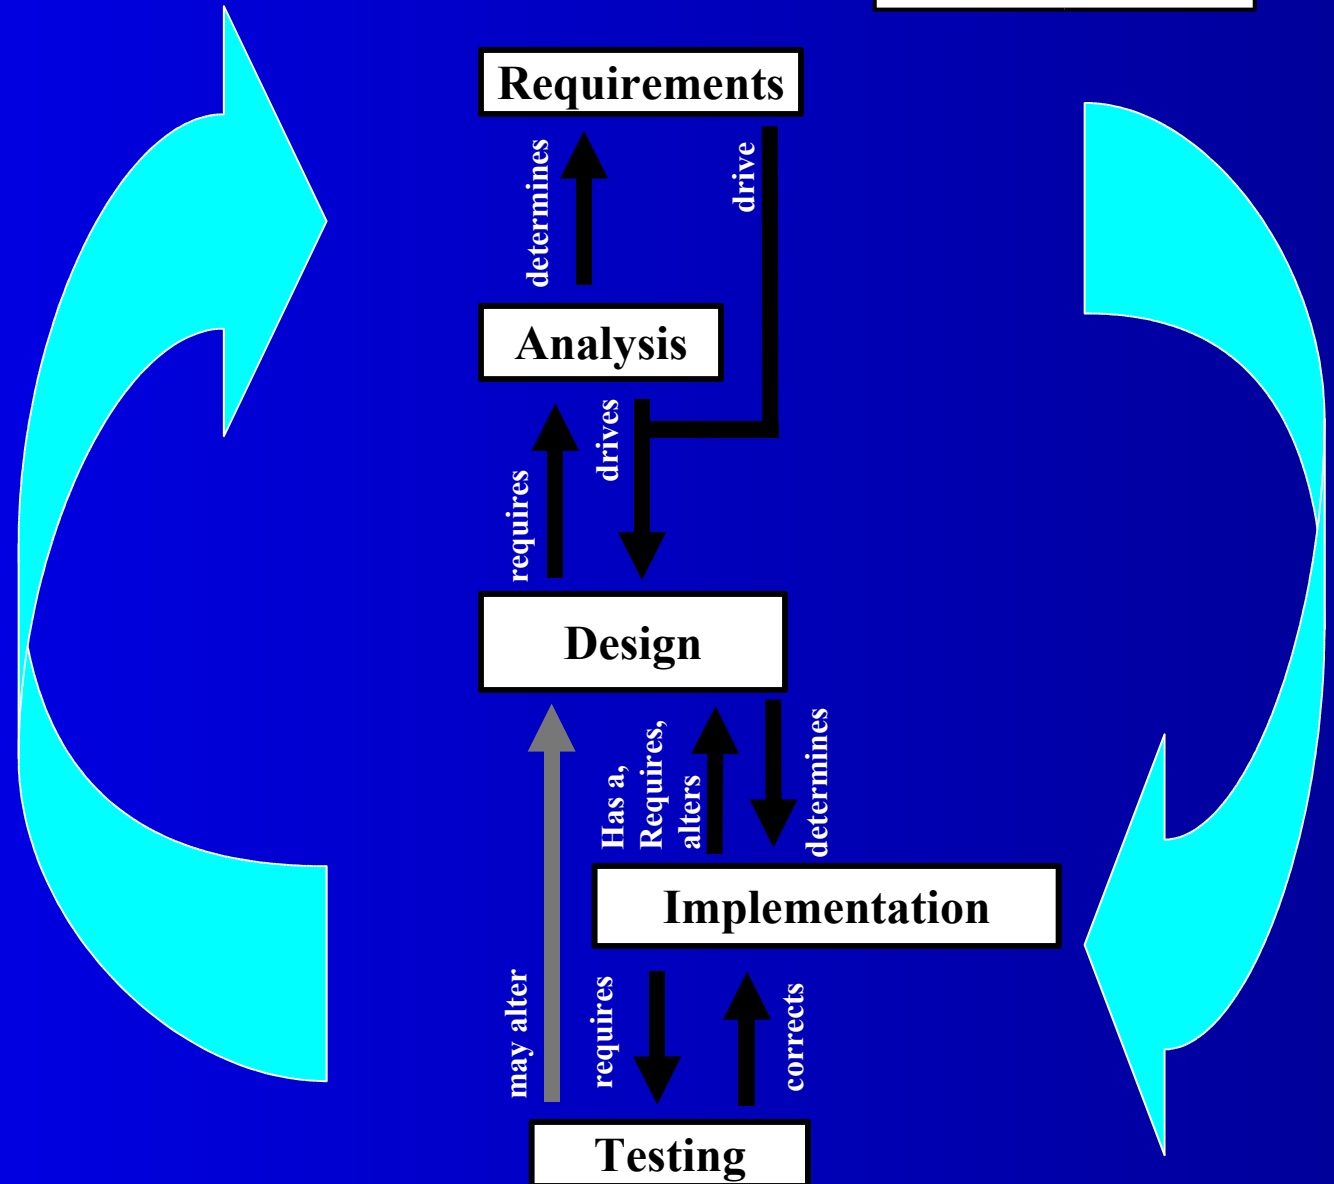 Requirements
determines
drive
Analysis
requires
drives
Design
may alter
Has a,
Requires,
alters
determines
Implementation
requires
corrects
Testing